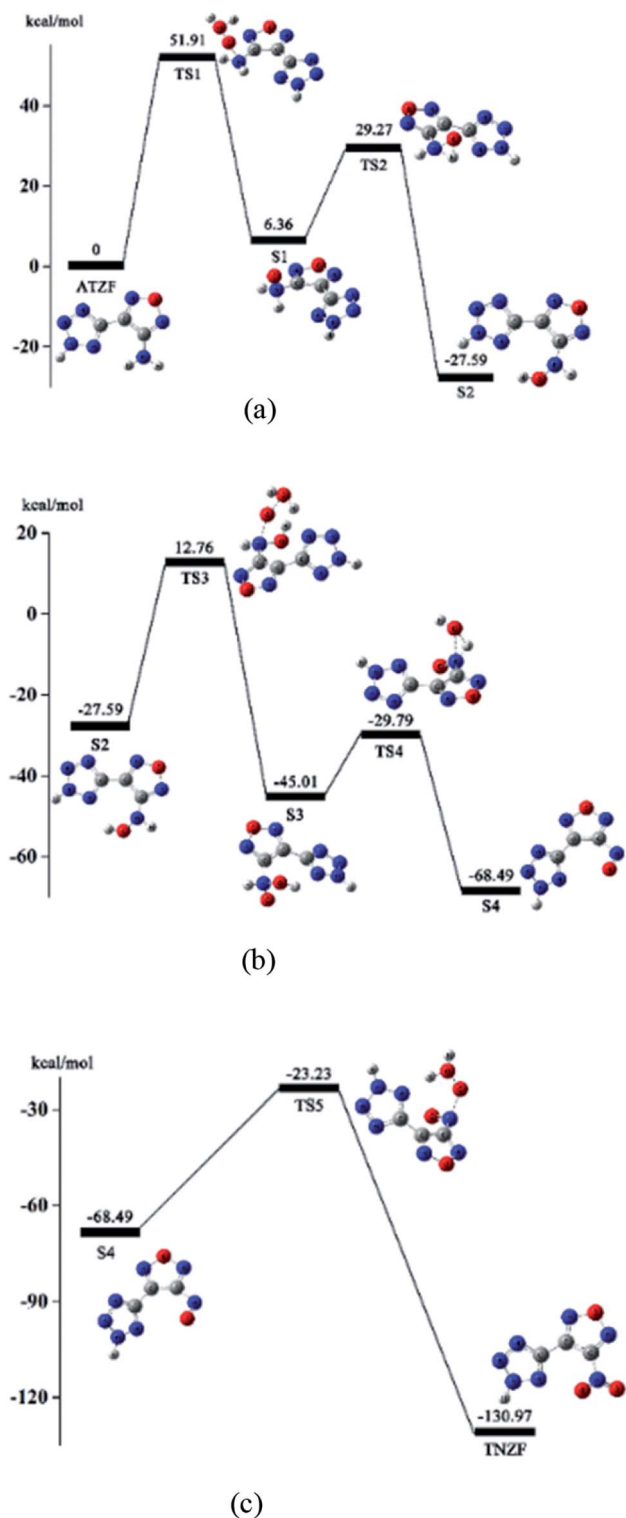 kcal/mol
51.91
TS1
40
29.27
TS2
20
6.36
S1
0
0
ATZF
-20
-27.59
S2
(a)
kcal/mol
20
12.76
TS3
0
-20
-27.59
S2
-29.79
TS4
-40
-45.01
S3
-60
-68.49
S4
(b)
kcal/mol
-23.23
TS5
-30
-60
-68.49
S4
-90
-120
-130.97
TNZF
(c)